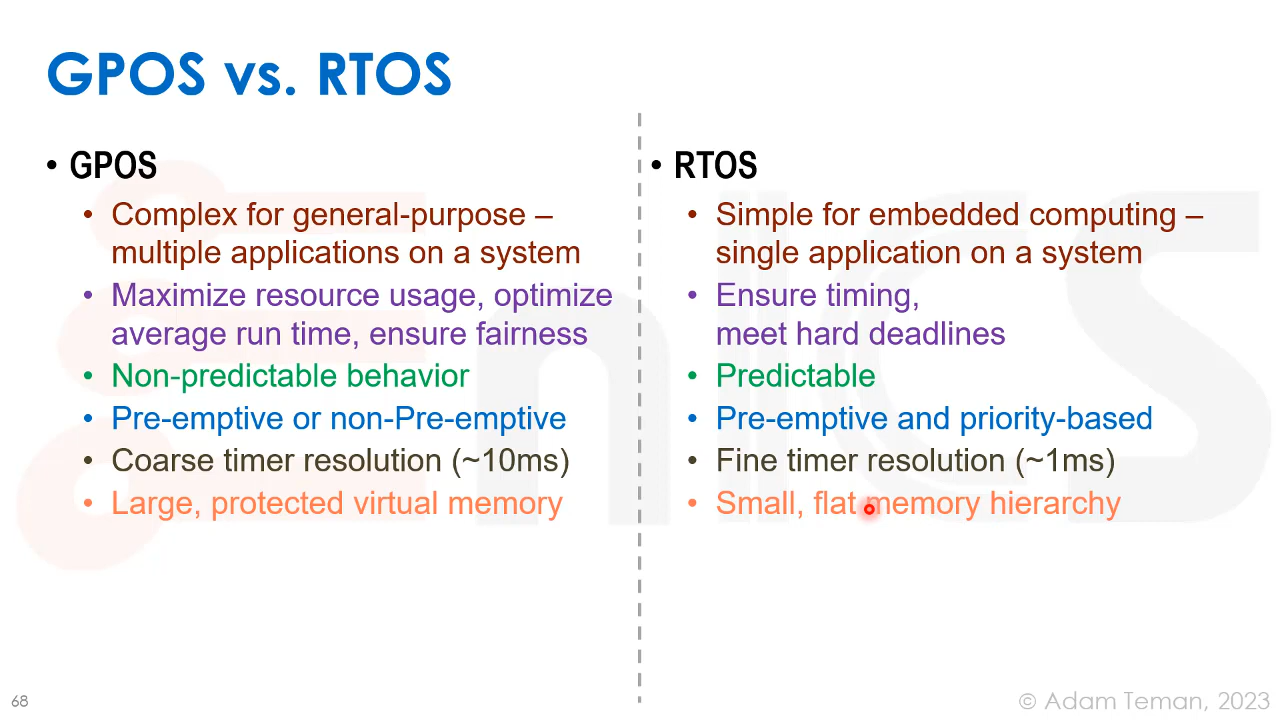 GPOS vs. RTOS
• GPOS
• Complex for general-purpose –
multiple applications on a system
• Maximize resource usage, optimize
average run time, ensure fairness
• Non-predictable behavior
• Pre-emptive or non-Pre-emptive
• Coarse timer resolution (~10ms)
• Large, protected virtual memory
• RTOS
• Simple for embedded computing –
single application on a system
• Ensure timing,
meet hard deadlines
• Predictable
• Pre-emptive and priority-based
• Fine timer resolution (~1ms)
• Small, flat memory hierarchy
EnICS
68
© Adam Teman, 2023